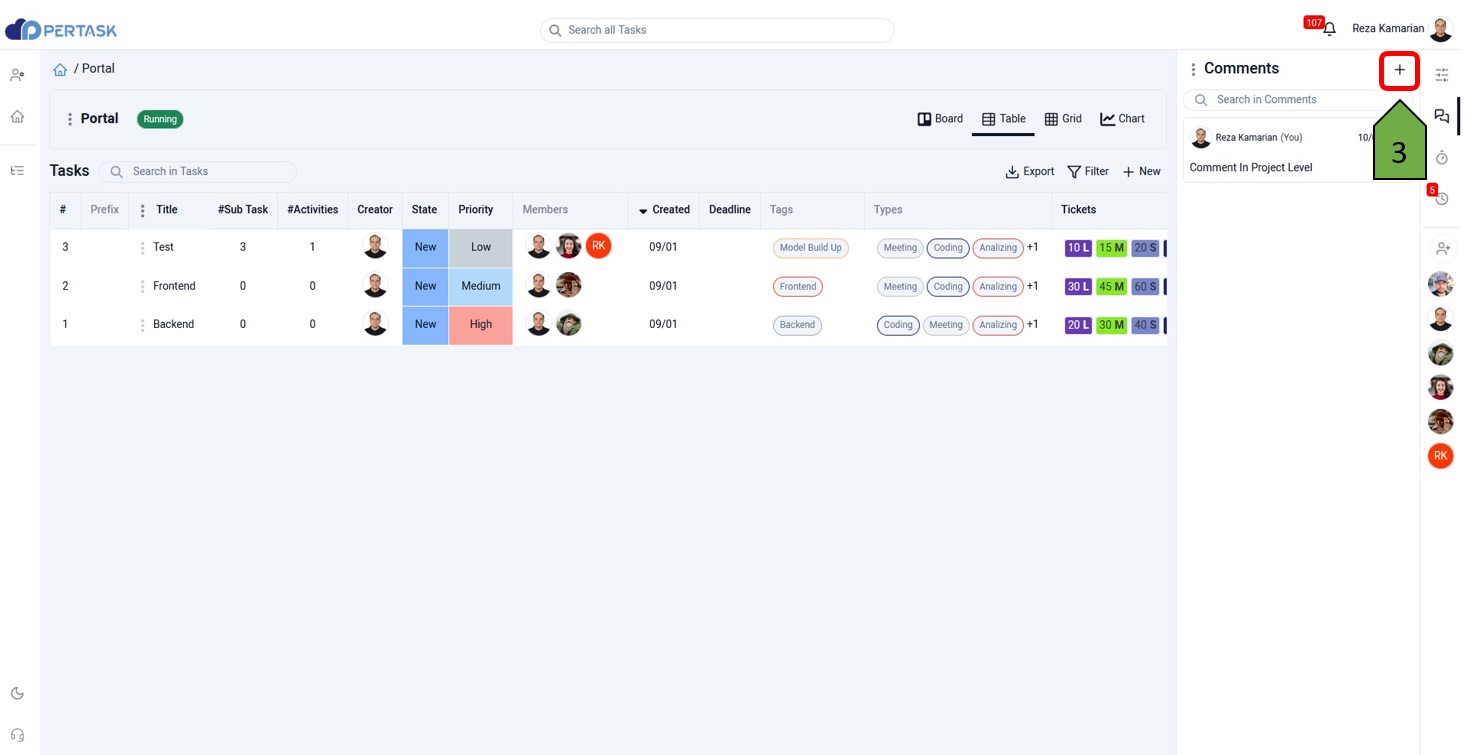 PERTASK
Search all Tasks
107
Reza Kamarian
/ Portal
Portal Running
Board Table Grid Chart
Tasks Search in Tasks
Export Filter New
# Prefix Title #Sub Task #Activities Creator State Priority Members Created Deadline Tags Types Tickets
3 Test 3 1 New Low RK 09/01 Model Build Up Meeting Coding Analizing +1 10 L 15 M 20 S
2 Frontend 0 0 New Medium 09/01 Frontend Meeting Coding Analizing +1 30 L 45 M 60 S
1 Backend 0 0 New High 09/01 Backend Coding Meeting Analizing +1 20 L 30 M 40 S
Comments +
Search in Comments
Reza Kamarian (You) 10/
Comment In Project Level
3
5
RK